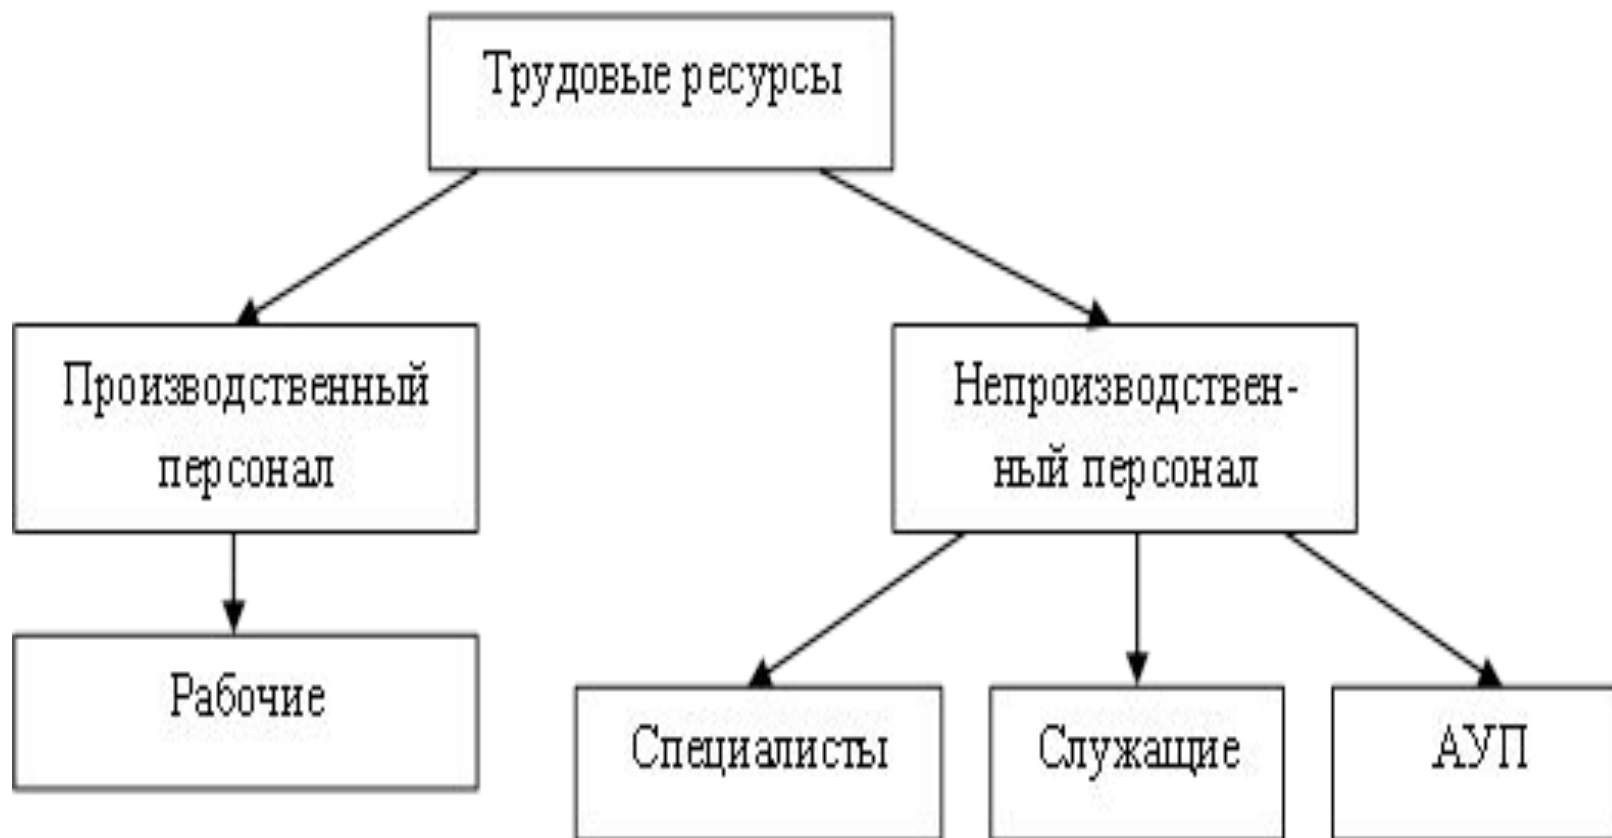 Трудовые ресурсы
Производственный
персонал
Непроизводствен-
ный персонал
Рабочие
Специалисты
Служащие
АУП